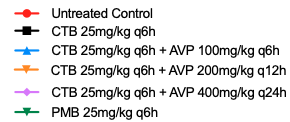 Untreated Control
CTB 25mg/kg q6h
CTB 25mg/kg q6h + AVP 100mg/kg q6h
CTB 25mg/kg q6h + AVP 200mg/kg q12h
CTB 25mg/kg q6h + AVP 400mg/kg q24h
PMB 25mg/kg q6h